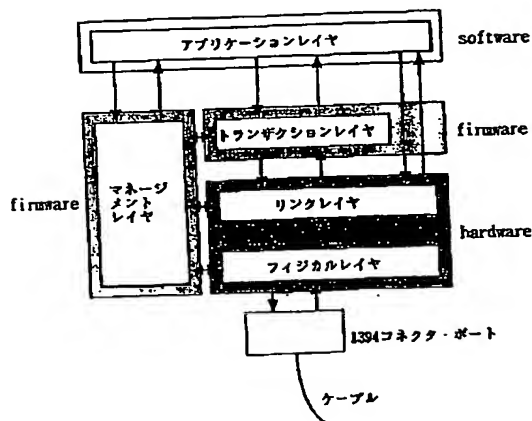 アプリケーションレイヤ
software
トランザクションレイヤ
firmware
マネージ
メント
レイヤ
firmware
リンクレイヤ
hardware
フィジカルレイヤ
1394コネクタ・ポート
ケーブル